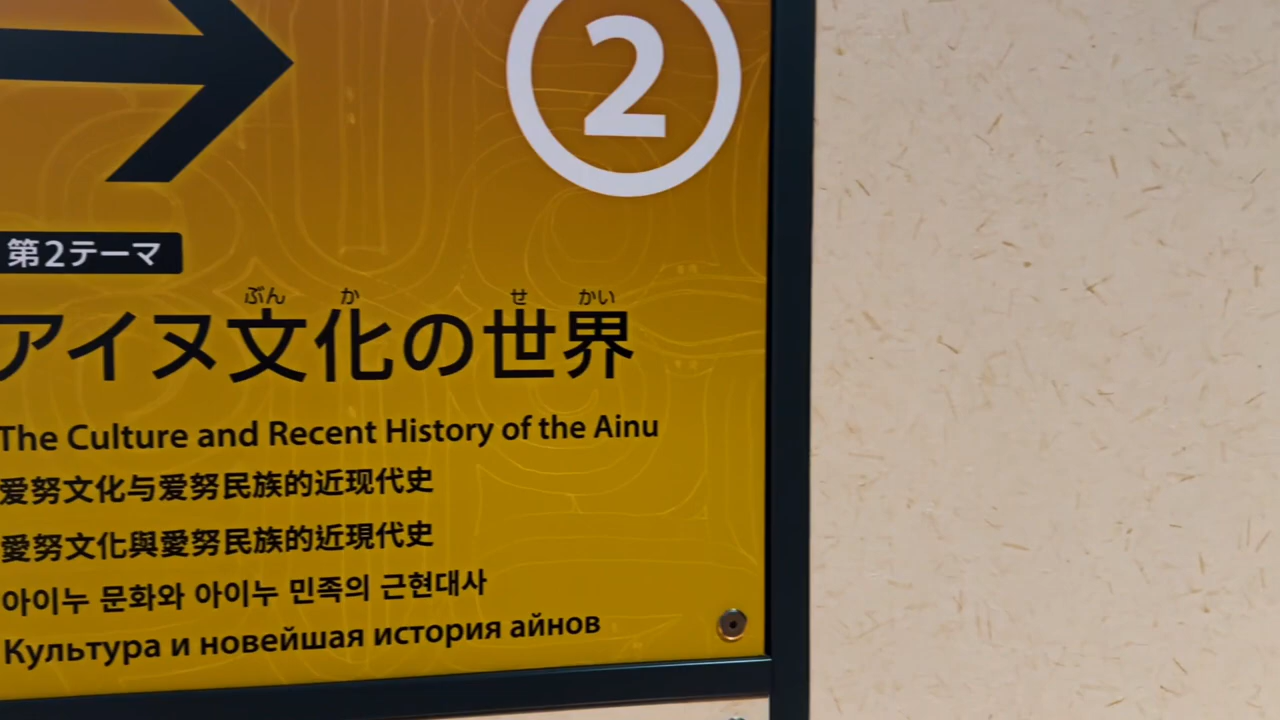 2
第2テーマ
ぶん か せ かい
アイヌ文化の世界
The Culture and Recent History of the Ainu
爱努文化与爱努民族的近现代史
愛努文化與愛努民族的近現代史
아이누 문화와 아이누 민족의 근현대사
Культура и новейшая история айнов